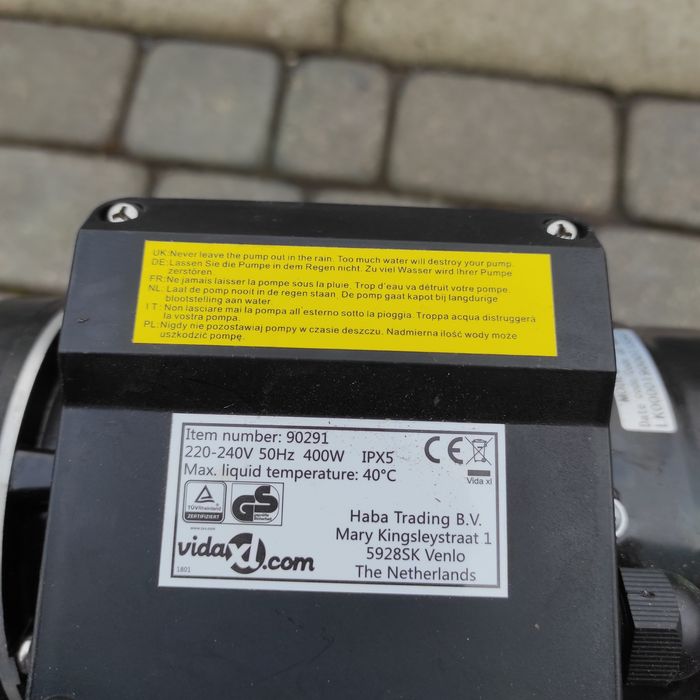 UK:Never leave the pump out in the rain. Too much water will destroy your pump.
DE:Lassen Sie die Pumpe in dem Regen nicht. Zu viel Wasser wird Ihrer Pumpe
zerstören.
FR:Ne jamais laisser la pompe sous la pluie. Trop d'eau va détruit votre pompe.
NL: Laat de pomp nooit in de regen staan. De pomp gaat kapot bij langdurige
blootstelling aan water.
IT: Non lasciare mai la pompa all'esterno sotto la pioggia. Troppa acqua distruggerà
la vostra pompa.
PL:Nigdy nie pozostawiaj pompy w czasie deszczu. Nadmierna ilość wody może
uszkodzić pompę.
Item number: 90291
220-240V 50Hz 400W IPX5
Max. liquid temperature: 40°C
CE
Vida xl
TÜVRheinland
ZERTIFIZIERT
GS
Haba Trading B.V.
Mary Kingsleystraat 1
5928SK Venlo
The Netherlands
vidaXL.com
1801